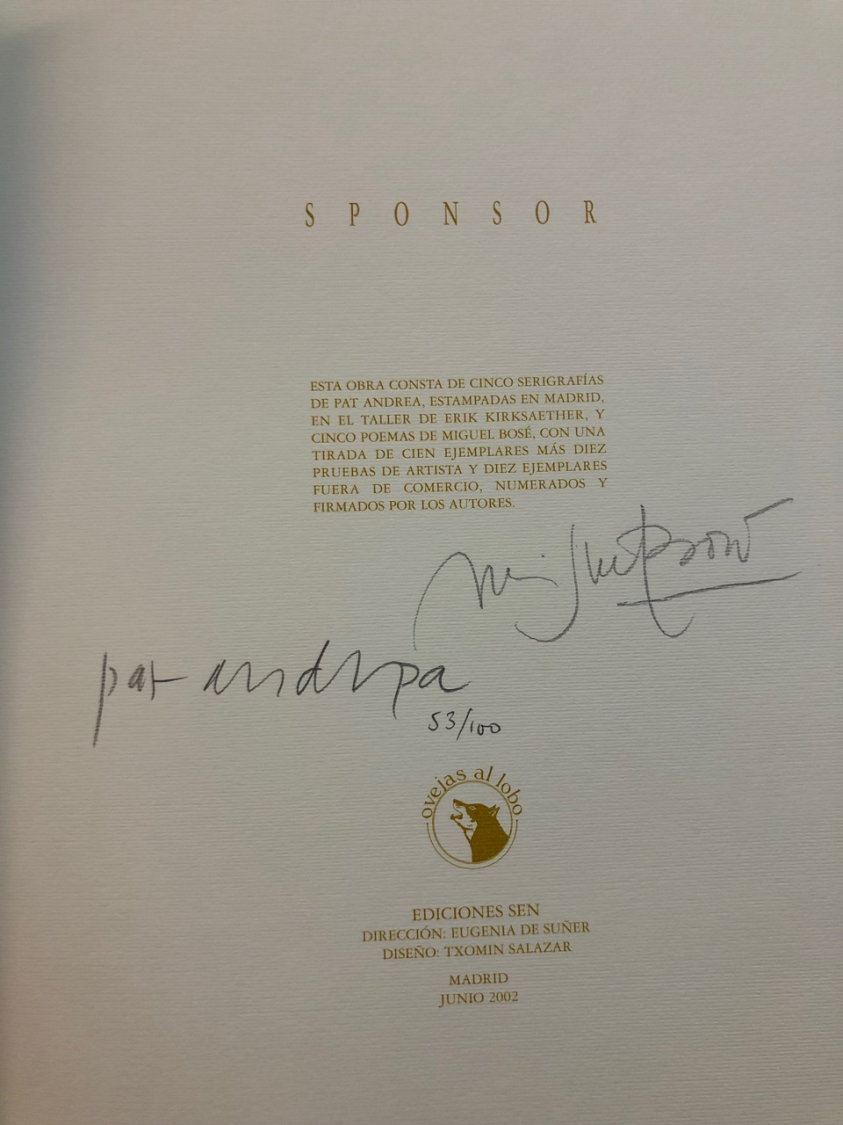 SPONSOR
ESTA OBRA CONSTA DE CINCO SERIGRAFÍAS
DE PAT ANDREA, ESTAMPADAS EN MADRID,
EN EL TALLER DE ERIK KIRKSAETHER, Y
CINCO POEMAS DE MIGUEL BOSÉ, CON UNA
TIRADA DE CIEN EJEMPLARES MÁS DIEZ
PRUEBAS DE ARTISTA Y DIEZ EJEMPLARES
FUERA DE COMERCIO, NUMERADOS Y
FIRMADOS POR LOS AUTORES.
Miguel Bosé
pat andrea
53/100
ovejas al lobo
EDICIONES SEN
DIRECCIÓN: EUGENIA DE SUÑER
DISEÑO: TXOMIN SALAZAR
MADRID
JUNIO 2002